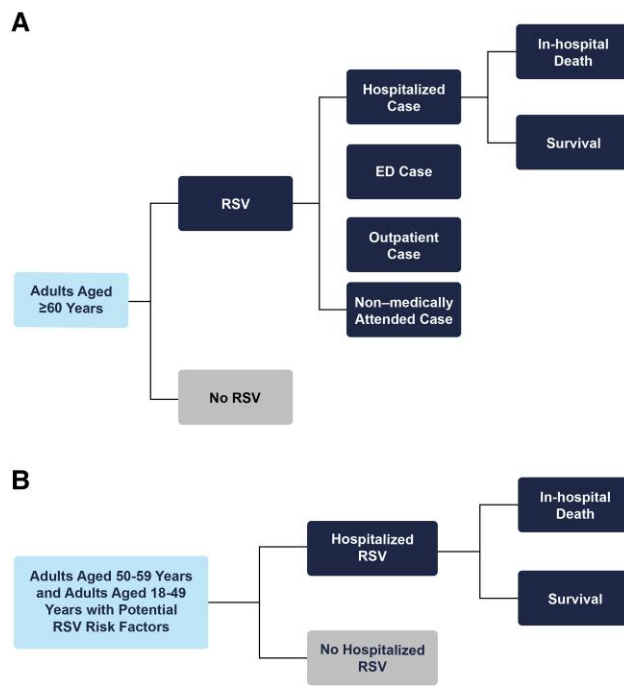 A
In-hospital
Death
Hospitalized
Case
Survival
ED Case
RSV
Outpatient
Case
Adults Aged
≥60 Years
Non–medically
Attended Case
No RSV
B
In-hospital
Death
Hospitalized
RSV
Adults Aged 50-59 Years
and Adults Aged 18-49
Years with Potential
RSV Risk Factors
Survival
No Hospitalized
RSV